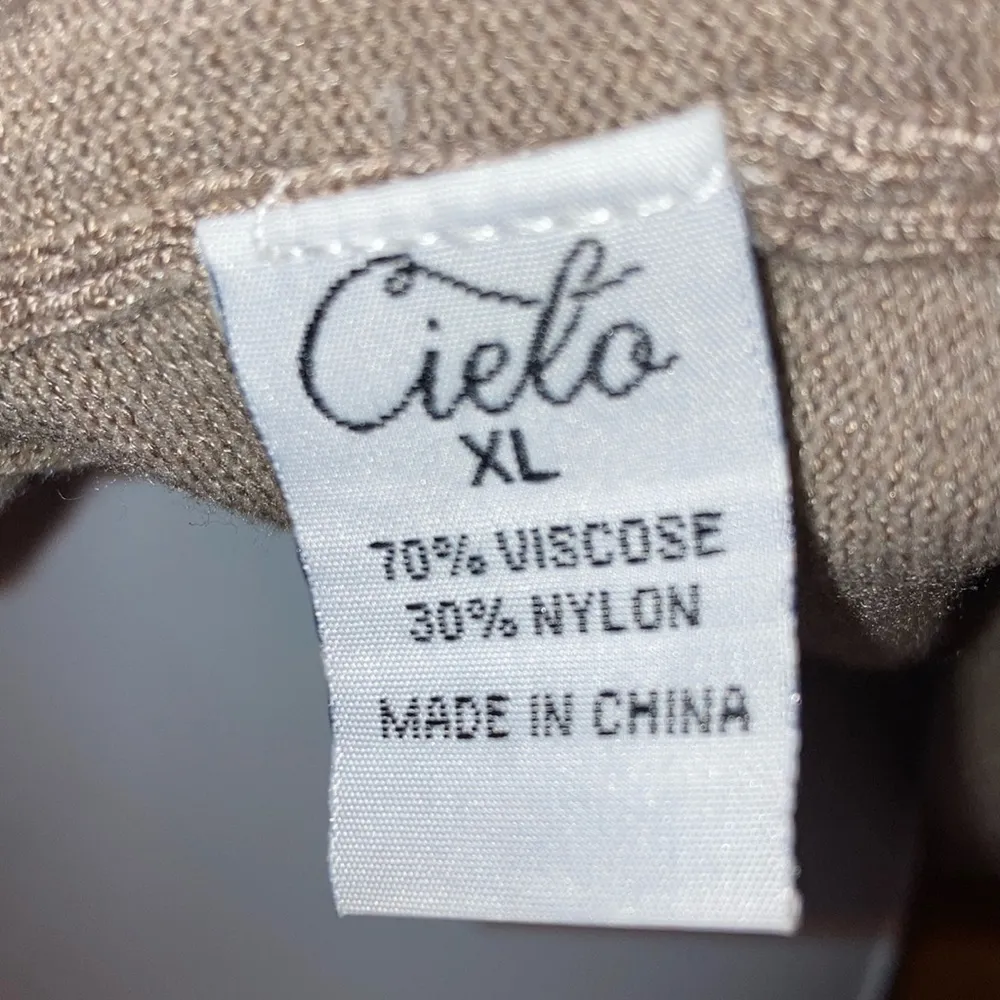 Cielo
XL
70% VISCOSE
30% NYLON
MADE IN CHINA